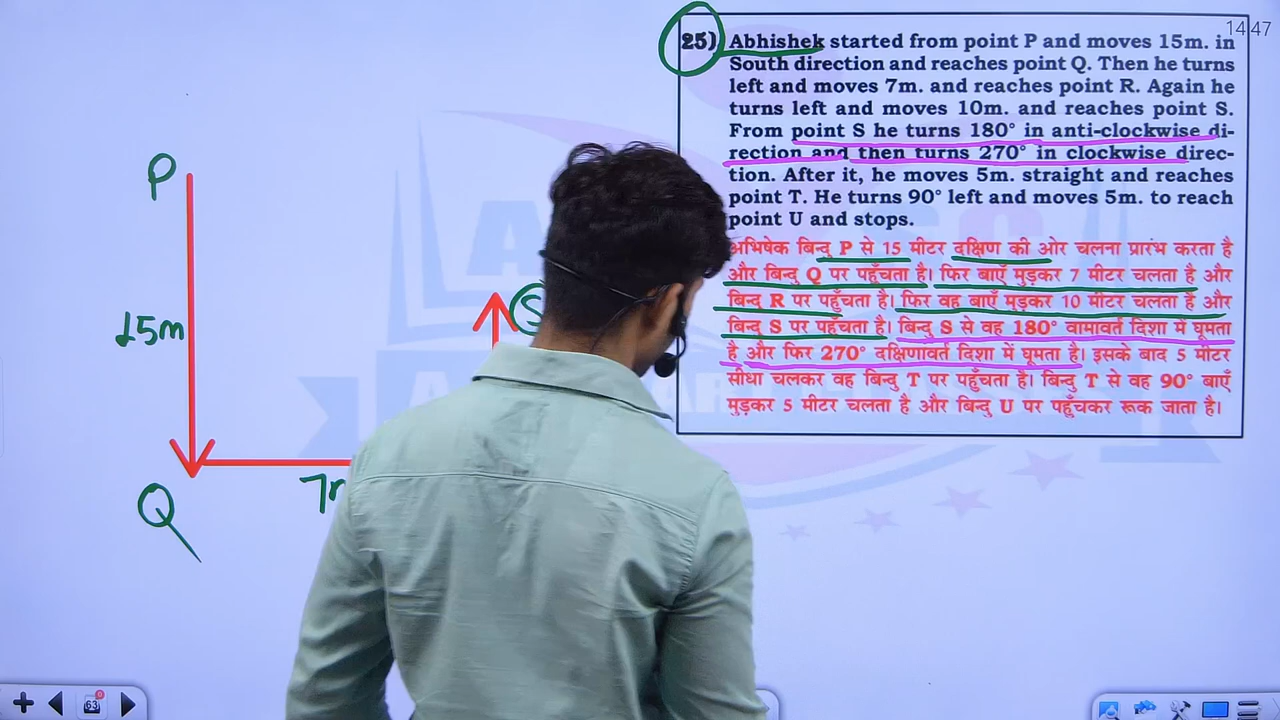 14:47
25) Abhishek started from point P and moves 15m. in
South direction and reaches point Q. Then he turns
left and moves 7m. and reaches point R. Again he
turns left and moves 10m. and reaches point S.
From point S he turns 180° in anti-clockwise di-
rection and then turns 270° in clockwise direc-
tion. After it, he moves 5m. straight and reaches
point T. He turns 90° left and moves 5m. to reach
point U and stops.
अभिषेक बिन्दु P से 15 मीटर दक्षिण की ओर चलना प्रारंभ करता है
और बिन्दु Q पर पहुँचता है। फिर बाएँ मुड़कर 7 मीटर चलता है और
बिन्दु R पर पहुँचता है। फिर वह बाएँ मुड़कर 10 मीटर चलता है और
बिन्दु S पर पहुँचता है। बिन्दु S से वह 180° वामावर्त दिशा में घूमता
है और फिर 270° दक्षिणावर्त दिशा में घूमता है। इसके बाद 5 मीटर
सीधा चलकर वह बिन्दु T पर पहुँचता है। बिन्दु T से वह 90° बाएँ
मुड़कर 5 मीटर चलता है और बिन्दु U पर पहुँचकर रूक जाता है।
P
15m
S
Q
63